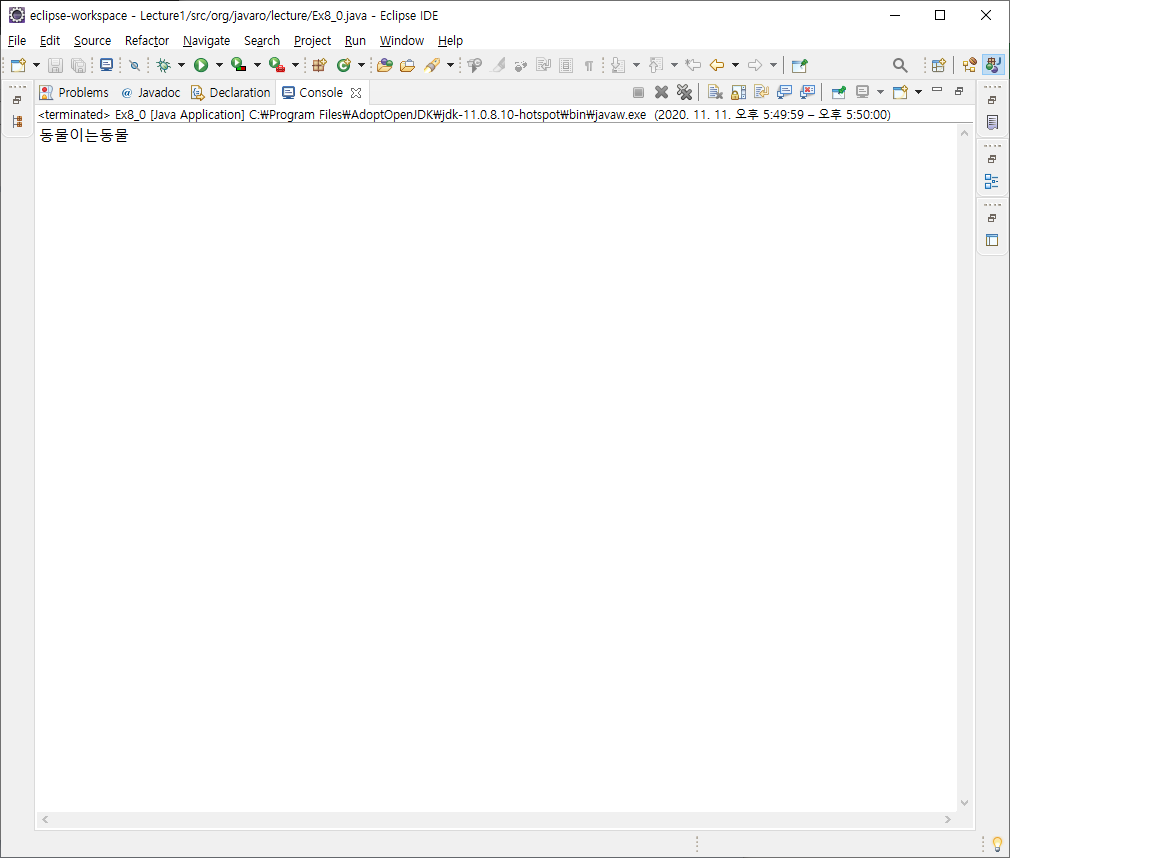 eclipse-workspace - Lecture1/src/org/javaro/lecture/Ex8_0.java - Eclipse IDE
File Edit Source Refactor Navigate Search Project Run Window Help
Problems @ Javadoc Declaration Console
<terminated> Ex8_0 [Java Application] C:₩Program Files₩AdoptOpenJDK₩jdk-11.0.8.10-hotspot₩bin₩javaw.exe (2020. 11. 11. 오후 5:49:59 – 오후 5:50:00)
동물이는동물